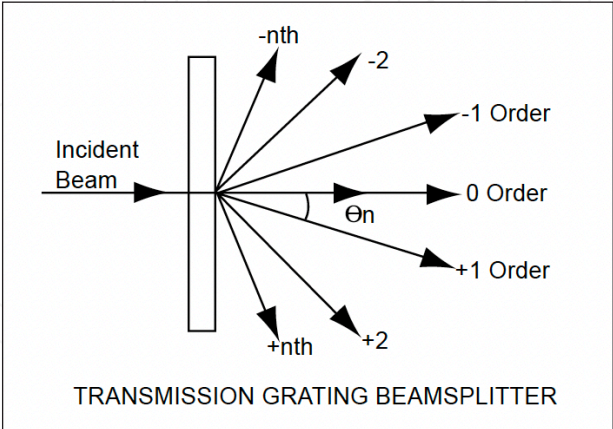 -nth
-2
-1 Order
Incident
Beam
0 Order
Θn
+1 Order
+2
+nth
TRANSMISSION GRATING BEAMSPLITTER